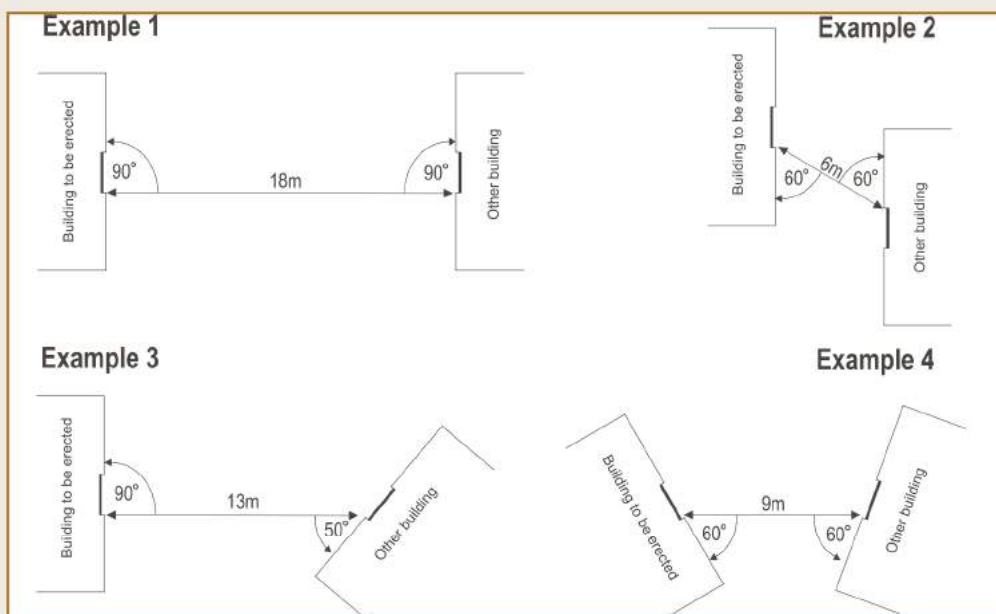 Example 1
Building to be erected
90°
18m
90°
Other building
Example 2
Building to be erected
60°
6m
60°
Other building
Example 3
Building to be erected
90°
13m
50°
Other building
Example 4
Building to be erected
60°
9m
60°
Other building